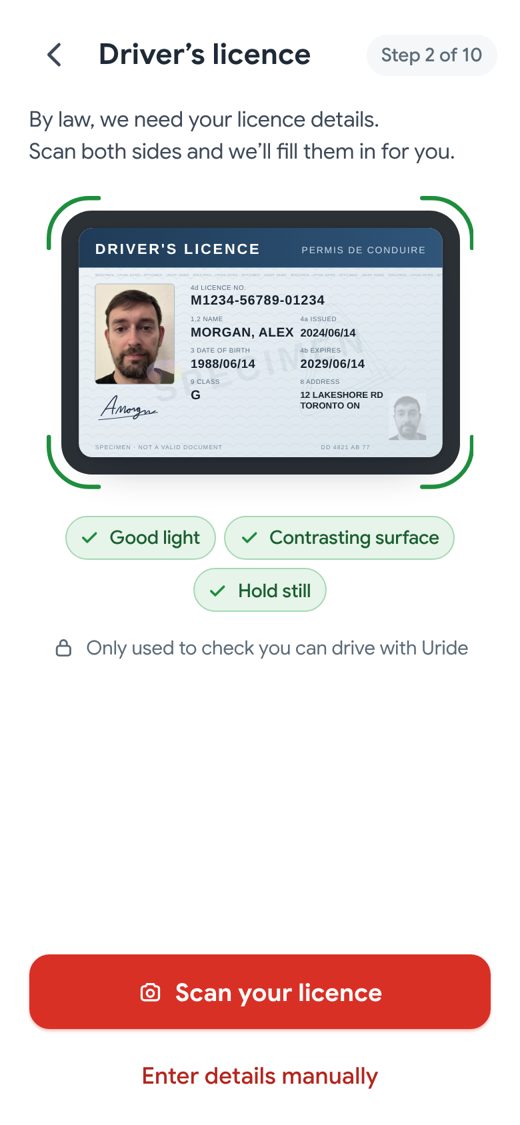 Driver’s licence
Step 2 of 10
By law, we need your licence details.
Scan both sides and we’ll fill them in for you.
DRIVER'S LICENCE
PERMIS DE CONDUIRE
4d LICENCE NO.
M1234-56789-01234
1,2 NAME
MORGAN, ALEX
4a ISSUED
2024/06/14
3 DATE OF BIRTH
1988/06/14
4b EXPIRES
2029/06/14
9 CLASS
G
8 ADDRESS
12 LAKESHORE RD
TORONTO ON
SPECIMEN
SPECIMEN - NOT A VALID DOCUMENT
DD 4821 AB 77
Good light
Contrasting surface
Hold still
Only used to check you can drive with Uride
Scan your licence
Enter details manually